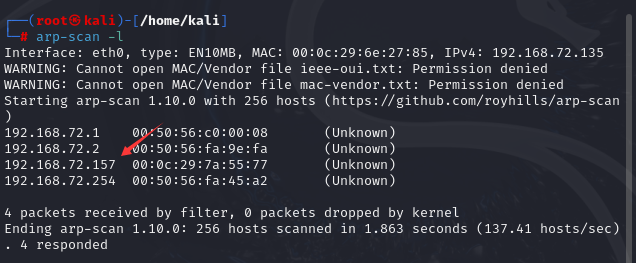 ┌──(root㉿kali)-[/home/kali]
└─# arp-scan -l
Interface: eth0, type: EN10MB, MAC: 00:0c:29:6e:27:85, IPv4: 192.168.72.135
WARNING: Cannot open MAC/Vendor file ieee-oui.txt: Permission denied
WARNING: Cannot open MAC/Vendor file mac-vendor.txt: Permission denied
Starting arp-scan 1.10.0 with 256 hosts (https://github.com/royhills/arp-scan
)
192.168.72.1 00:50:56:c0:00:08 (Unknown)
192.168.72.2 00:50:56:fa:9e:fa (Unknown)
192.168.72.157 00:0c:29:7a:55:77 (Unknown)
192.168.72.254 00:50:56:fa:45:a2 (Unknown)
4 packets received by filter, 0 packets dropped by kernel
Ending arp-scan 1.10.0: 256 hosts scanned in 1.863 seconds (137.41 hosts/sec)
. 4 responded